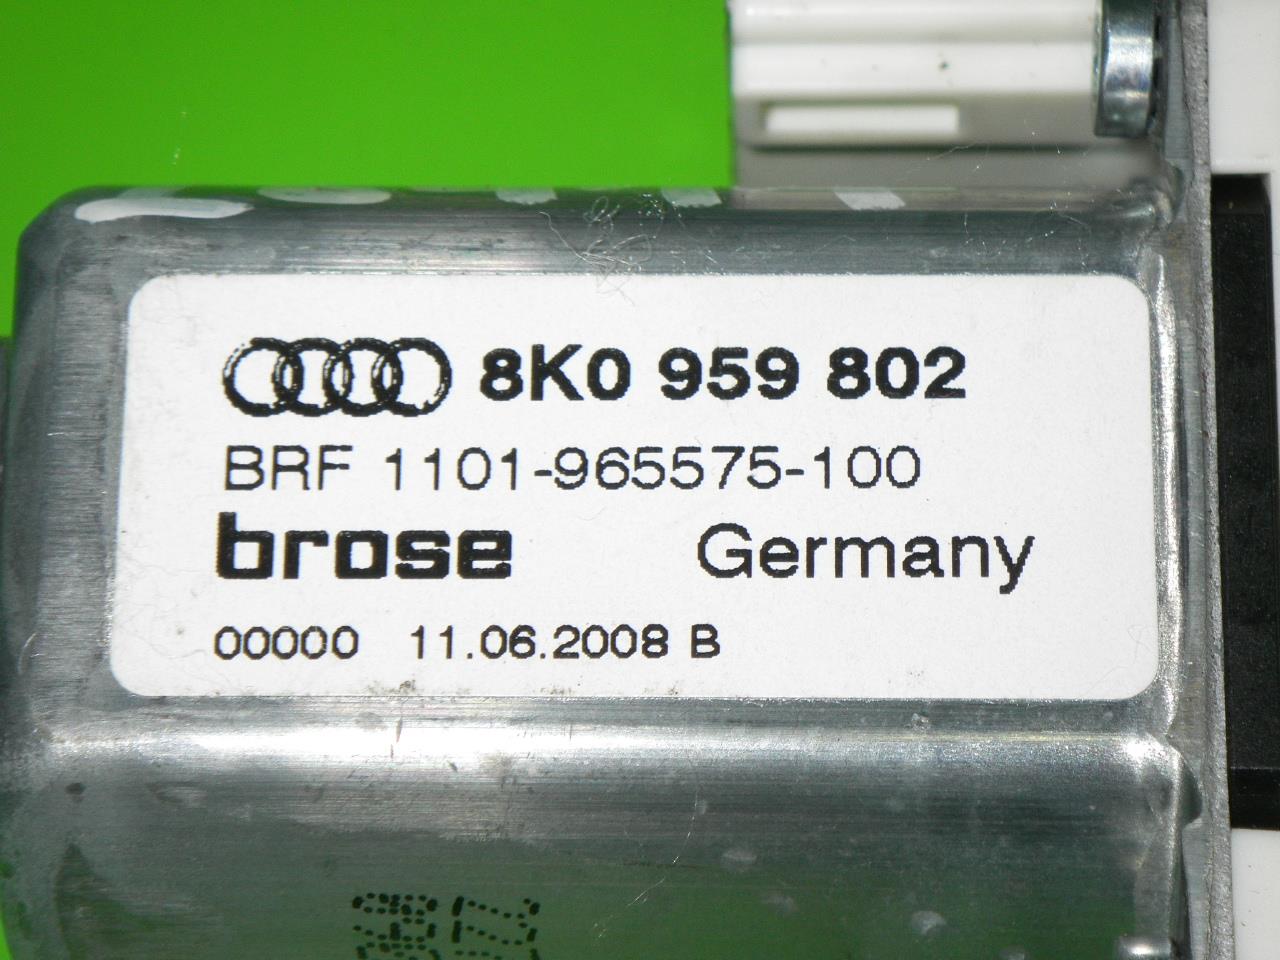 8K0 959 802
BRF 1101-965575-100
brose Germany
00000 11.06.2008 B